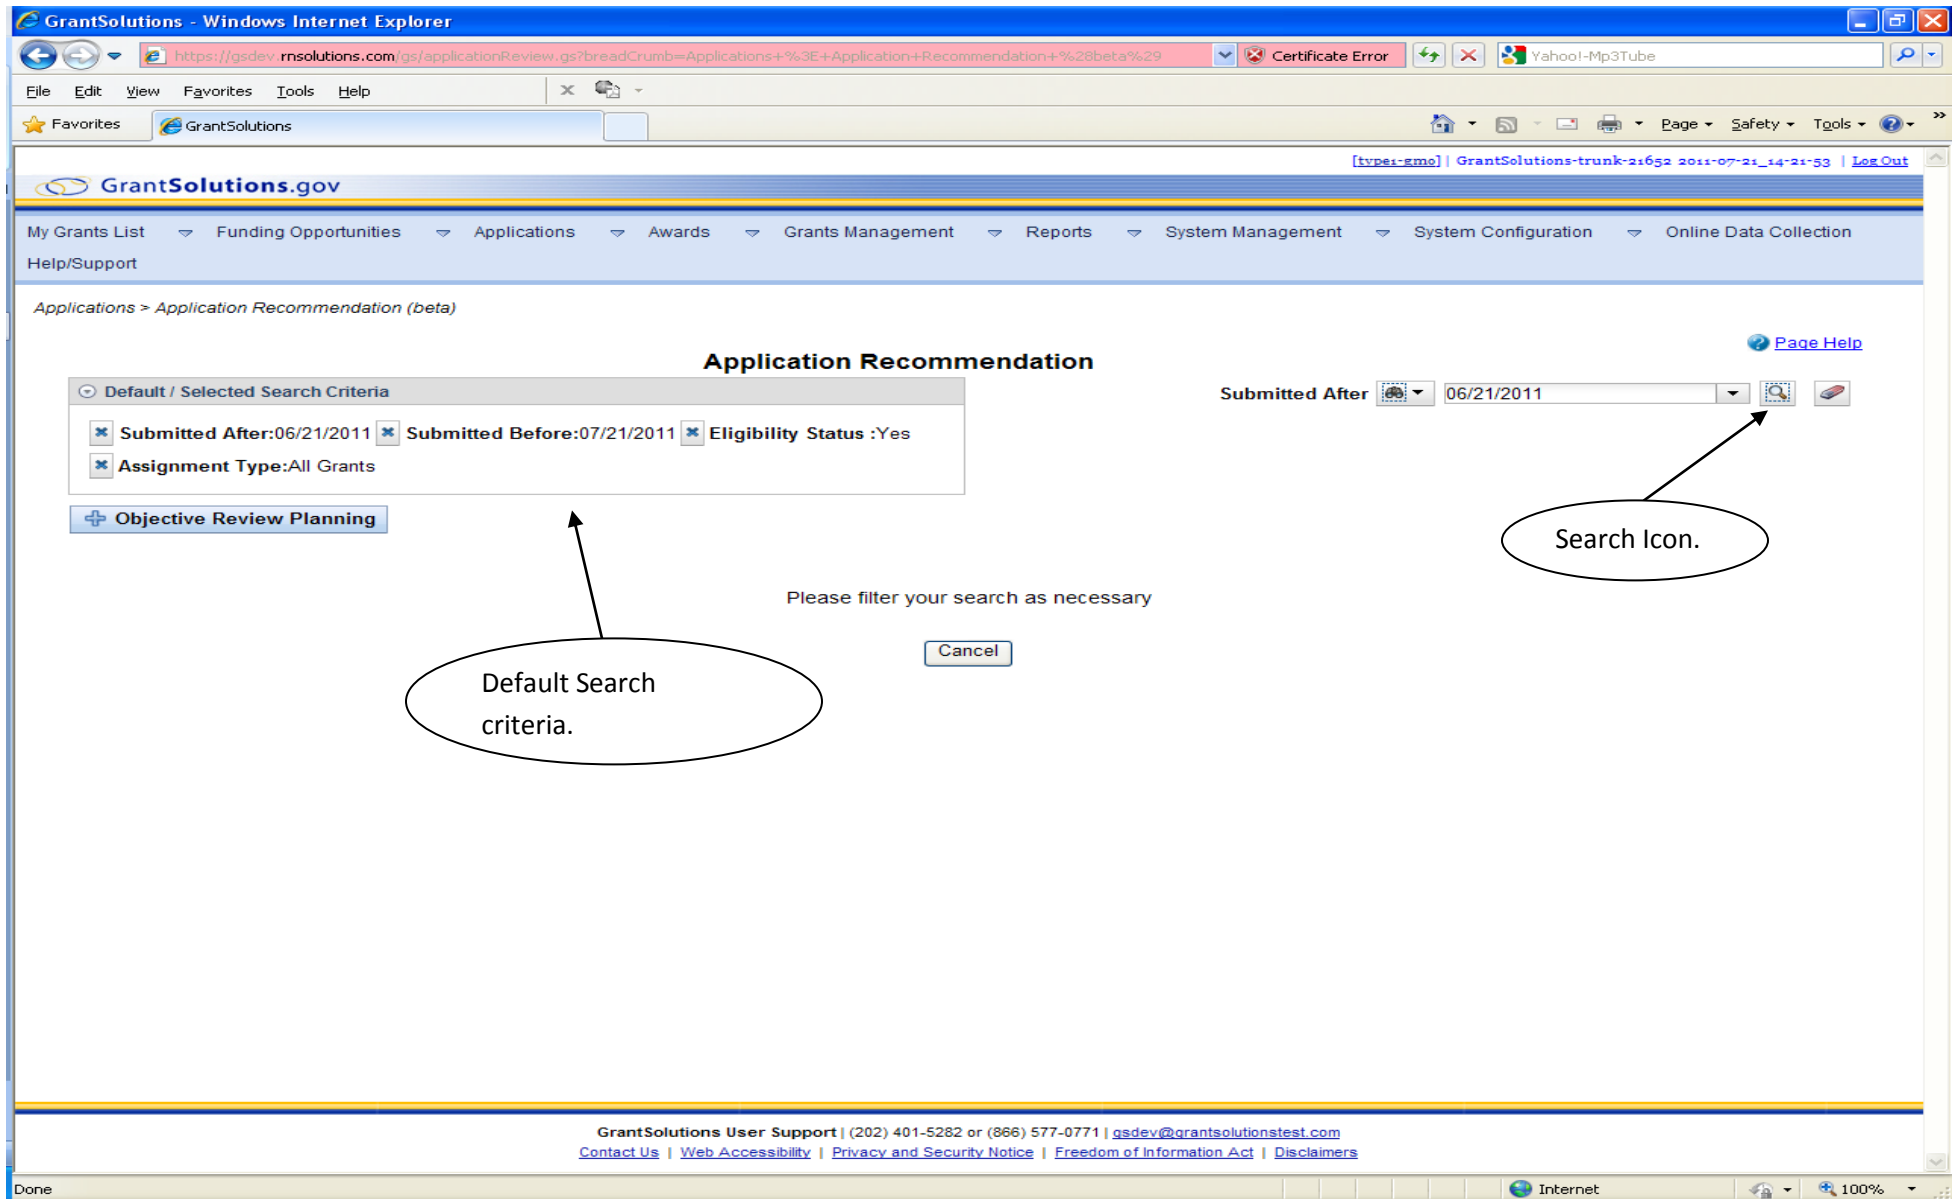 GrantSolutions - Windows Internet Explorer
https://gsdev.rnsolutions.com/gs/applicationReview.gs?breadCrumb=Applications+%3E+Application+Recommendation+%28beta%29 Certificate Error Yahoo!-Mp3Tube
File Edit View Favorites Tools Help
Favorites GrantSolutions Page Safety Tools
[type1-gmo] | GrantSolutions-trunk-21652 2011-07-21_14-21-53 | Log Out
GrantSolutions.gov
My Grants List Funding Opportunities Applications Awards Grants Management Reports System Management System Configuration Online Data Collection
Help/Support
Applications > Application Recommendation (beta)
Page Help
Application Recommendation
Default / Selected Search Criteria
Submitted After 06/21/2011
Submitted After:06/21/2011 Submitted Before:07/21/2011 Eligibility Status :Yes
Assignment Type:All Grants
Objective Review Planning
Search Icon.
Please filter your search as necessary
Cancel
Default Search
criteria.
GrantSolutions User Support | (202) 401-5282 or (866) 577-0771 | gsdev@grantsolutionstest.com
Contact Us | Web Accessibility | Privacy and Security Notice | Freedom of Information Act | Disclaimers
Done Internet 100%